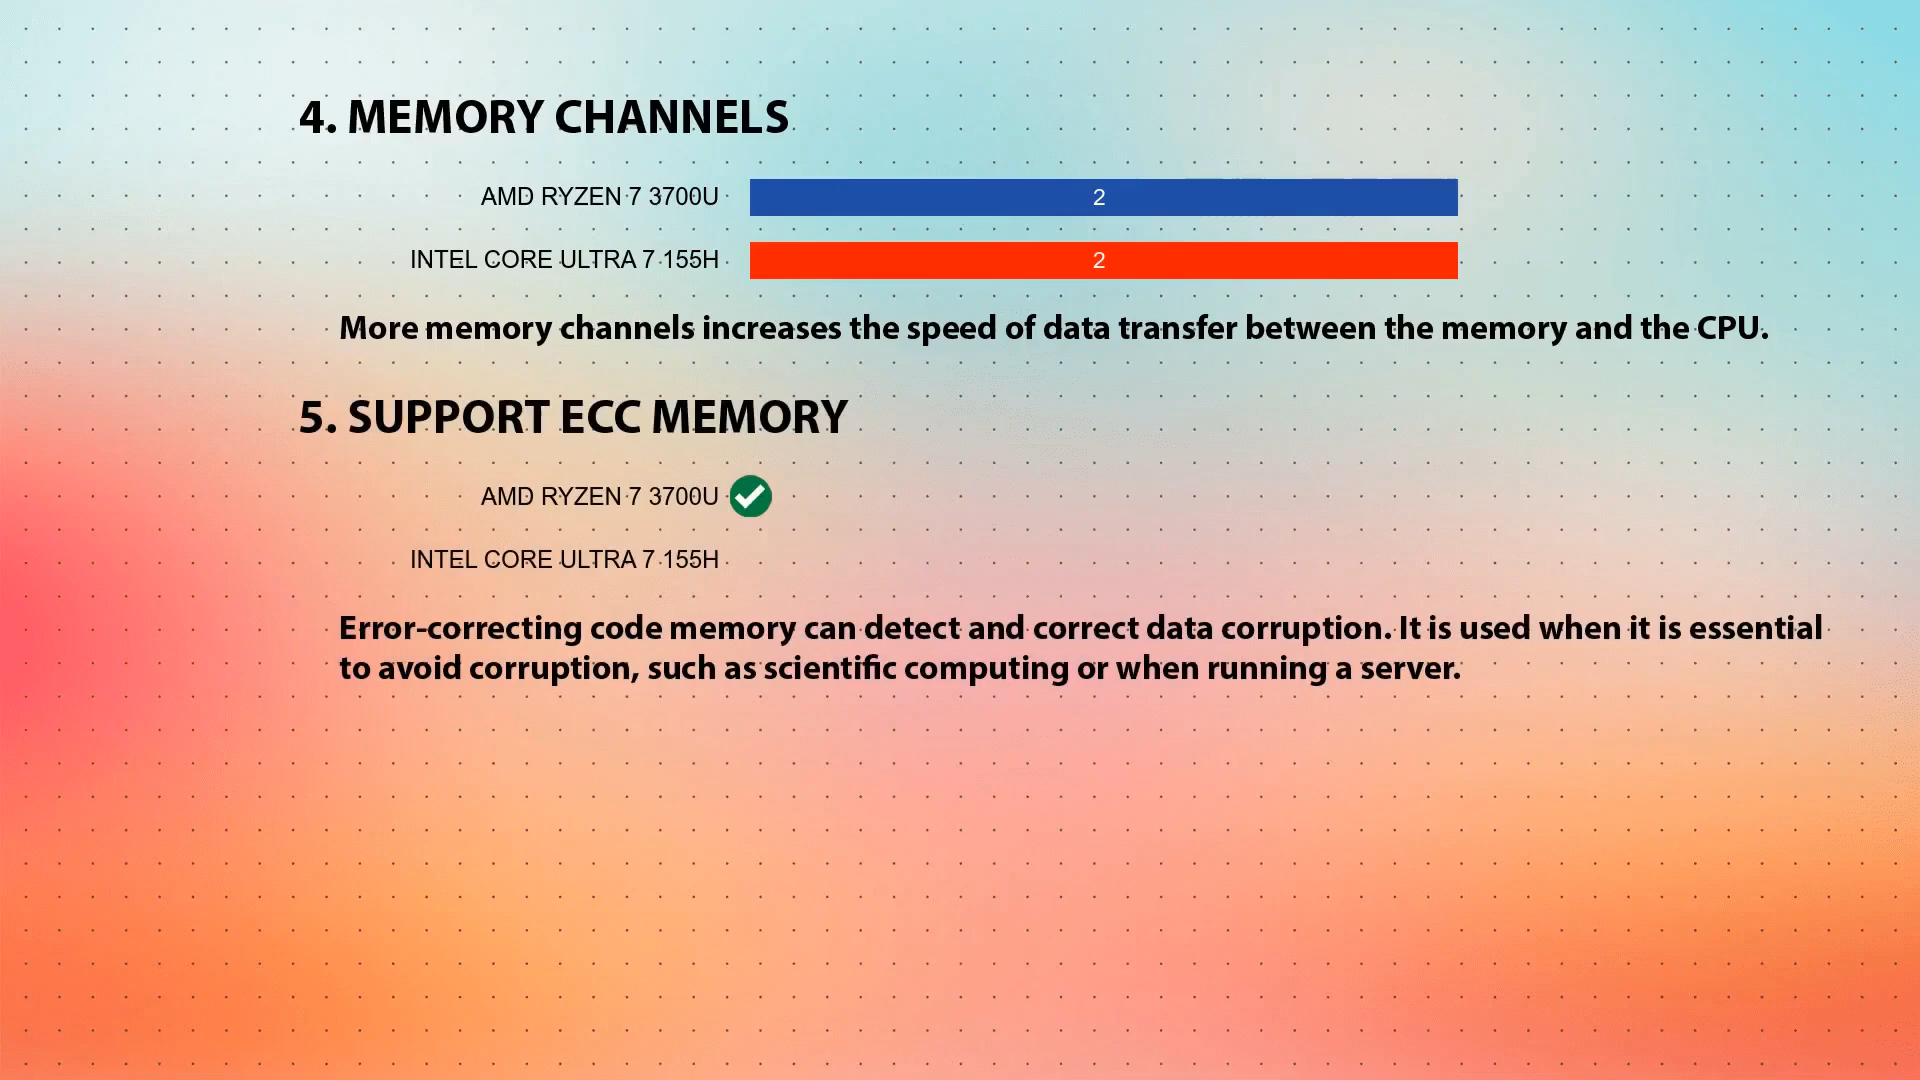 4. MEMORY CHANNELS
AMD RYZEN 7 3700U 2
INTEL CORE ULTRA 7 155H 2
More memory channels increases the speed of data transfer between the memory and the CPU.
5. SUPPORT ECC MEMORY
AMD RYZEN 7 3700U
INTEL CORE ULTRA 7 155H
Error-correcting code memory can detect and correct data corruption. It is used when it is essential
to avoid corruption, such as scientific computing or when running a server.